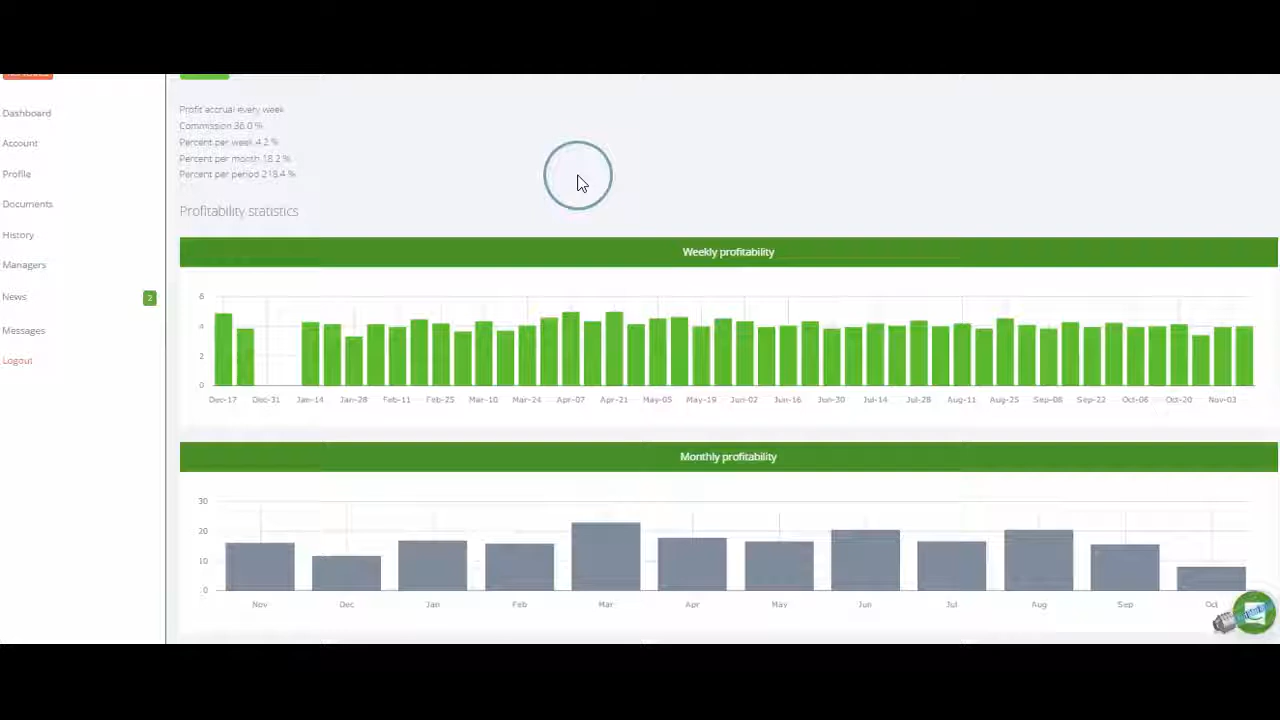 Dashboard
Account
Profile
Documents
History
Managers
News
2
Messages
Logout
Profit accrual every week
Commission 36.0 %
Percent per week 4.2 %
Percent per month 18.2 %
Percent per period 218.4 %
Profitability statistics
Weekly profitability
6
4
2
0
Dec-17 Dec-31 Jan-14 Jan-28 Feb-11 Feb-25 Mar-10 Mar-24 Apr-07 Apr-21 May-05 May-19 Jun-02 Jun-16 Jun-30 Jul-14 Jul-28 Aug-11 Aug-25 Sep-08 Sep-22 Oct-06 Oct-20 Nov-03
Monthly profitability
30
20
10
0
Nov Dec Jan Feb Mar Apr May Jun Jul Aug Sep Oct